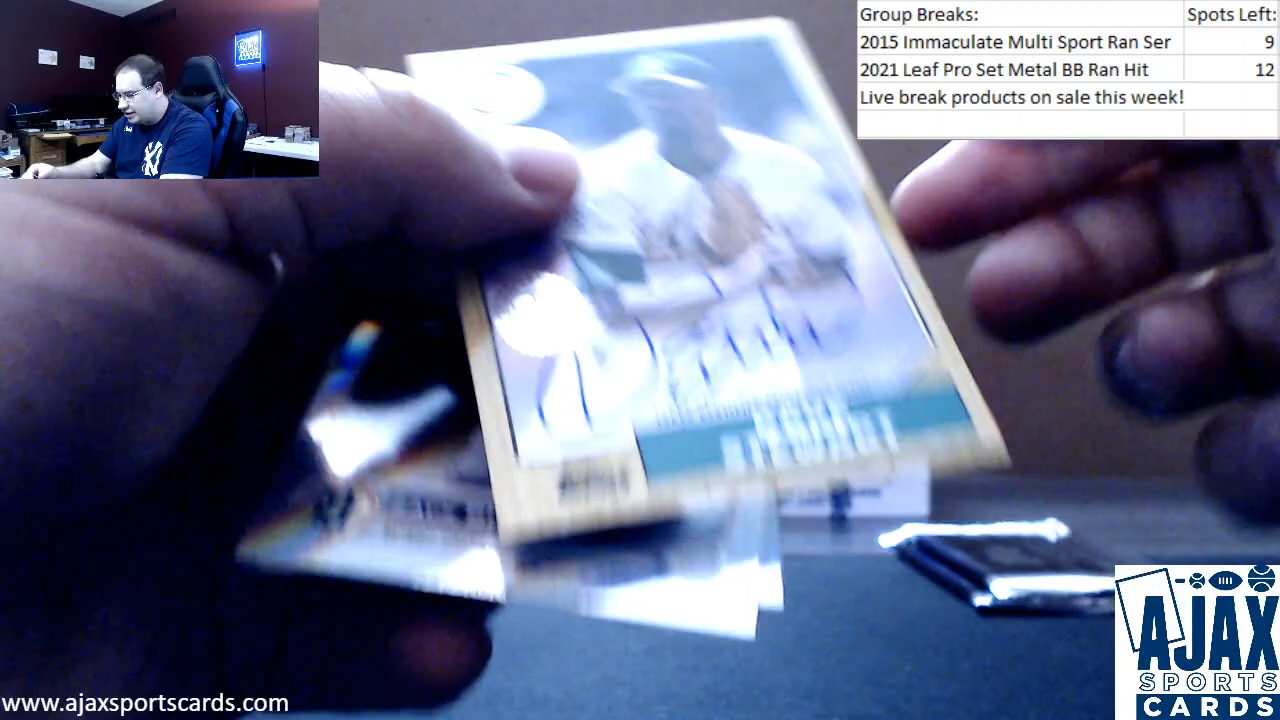 Group Breaks: Spots Left:
2015 Immaculate Multi Sport Ran Ser 9
2021 Leaf Pro Set Metal BB Ran Hit 12
Live break products on sale this week!
AJAX
SPORTS
CARDS
www.ajaxsportscards.com